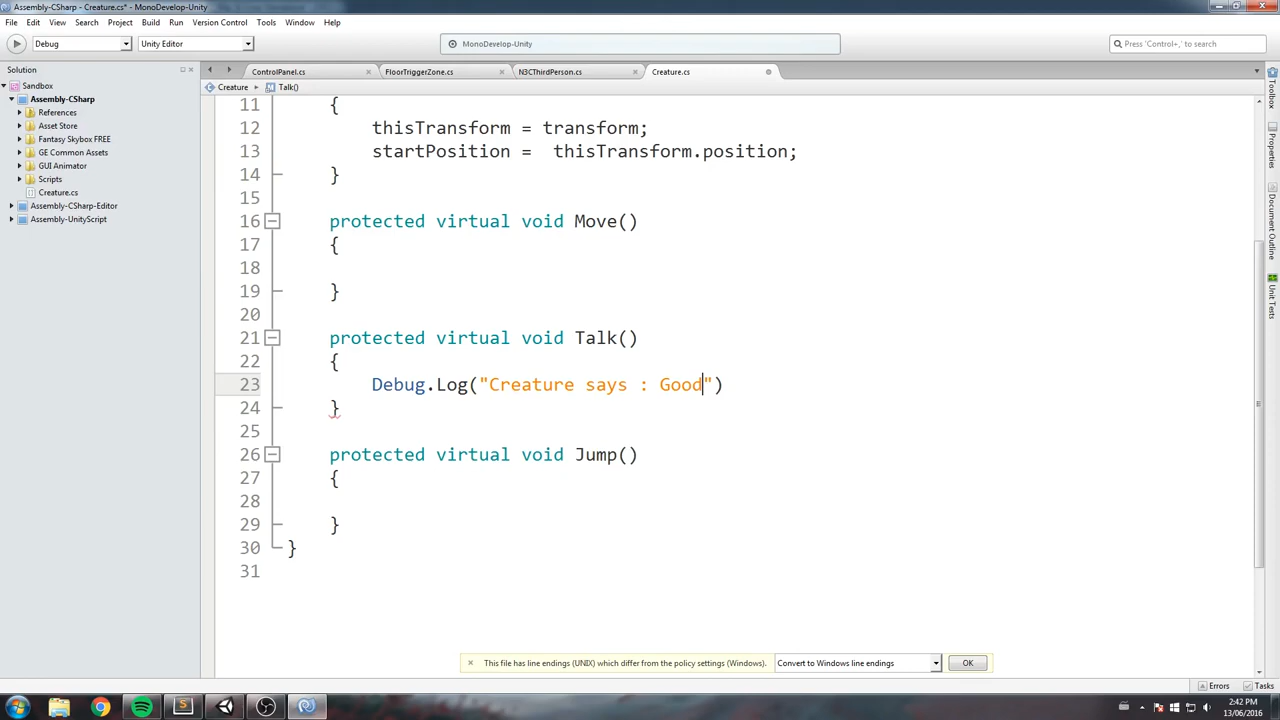 Assembly-CSharp - Creature.cs* - MonoDevelop-Unity
File Edit View Search Project Build Run Version Control Tools Window Help
Debug Unity Editor MonoDevelop-Unity Press 'Control+,' to search
Solution ControlPanel.cs FloorTriggerZone.cs N3CThirdPerson.cs Creature.cs
Sandbox Creature Talk()
Assembly-CSharp
References
Asset Store
Fantasy Skybox FREE
GE Common Assets
GUI Animator
Scripts
Creature.cs
Assembly-CSharp-Editor
Assembly-UnityScript
11 {
12 thisTransform = transform;
13 startPosition =  thisTransform.position;
14 }
15
16 protected virtual void Move()
17 {
18
19 }
20
21 protected virtual void Talk()
22 {
23 Debug.Log("Creature says : Good")
24 }
25
26 protected virtual void Jump()
27 {
28
29 }
30 }
31
Toolbox
Properties
Document Outline
Unit Tests
This file has line endings (UNIX) which differ from the policy settings (Windows). Convert to Windows line endings OK
Errors Tasks
2:42 PM
13/06/2016